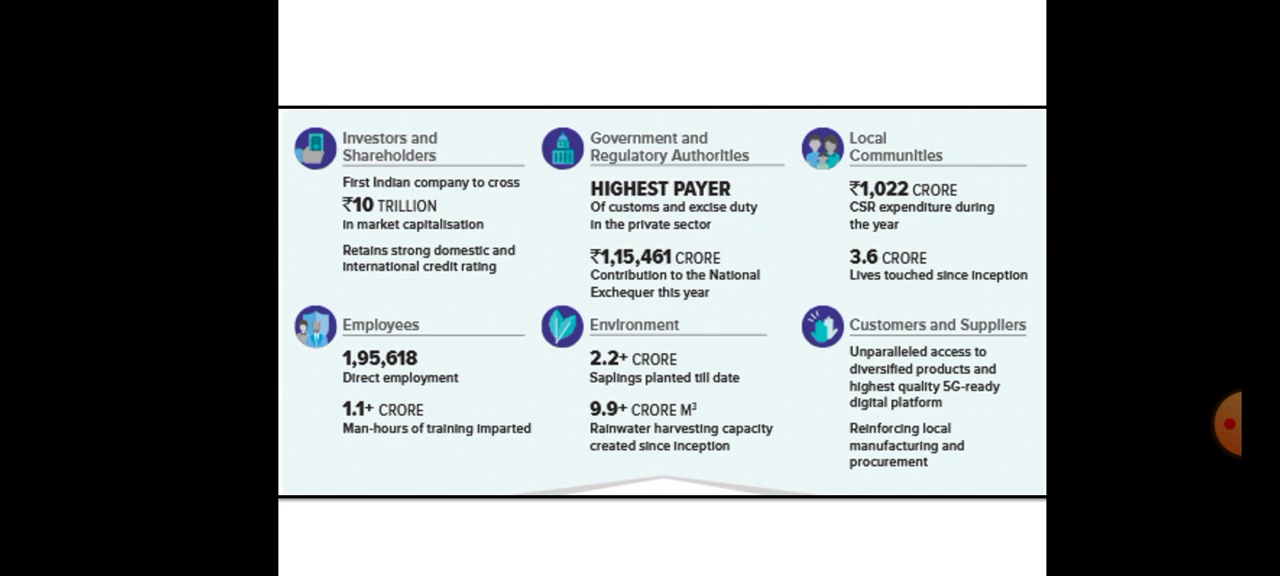 Investors and
Shareholders
First Indian company to cross
₹10 TRILLION
in market capitalisation
Retains strong domestic and
international credit rating
Government and
Regulatory Authorities
HIGHEST PAYER
Of customs and excise duty
in the private sector
₹1,15,461 CRORE
Contribution to the National
Exchequer this year
Local
Communities
₹1,022 CRORE
CSR expenditure during
the year
3.6 CRORE
Lives touched since inception
Employees
1,95,618
Direct employment
1.1+ CRORE
Man-hours of training imparted
Environment
2.2+ CRORE
Saplings planted till date
9.9+ CRORE M³
Rainwater harvesting capacity
created since inception
Customers and Suppliers
Unparalleled access to
diversified products and
highest quality 5G-ready
digital platform
Reinforcing local
manufacturing and
procurement